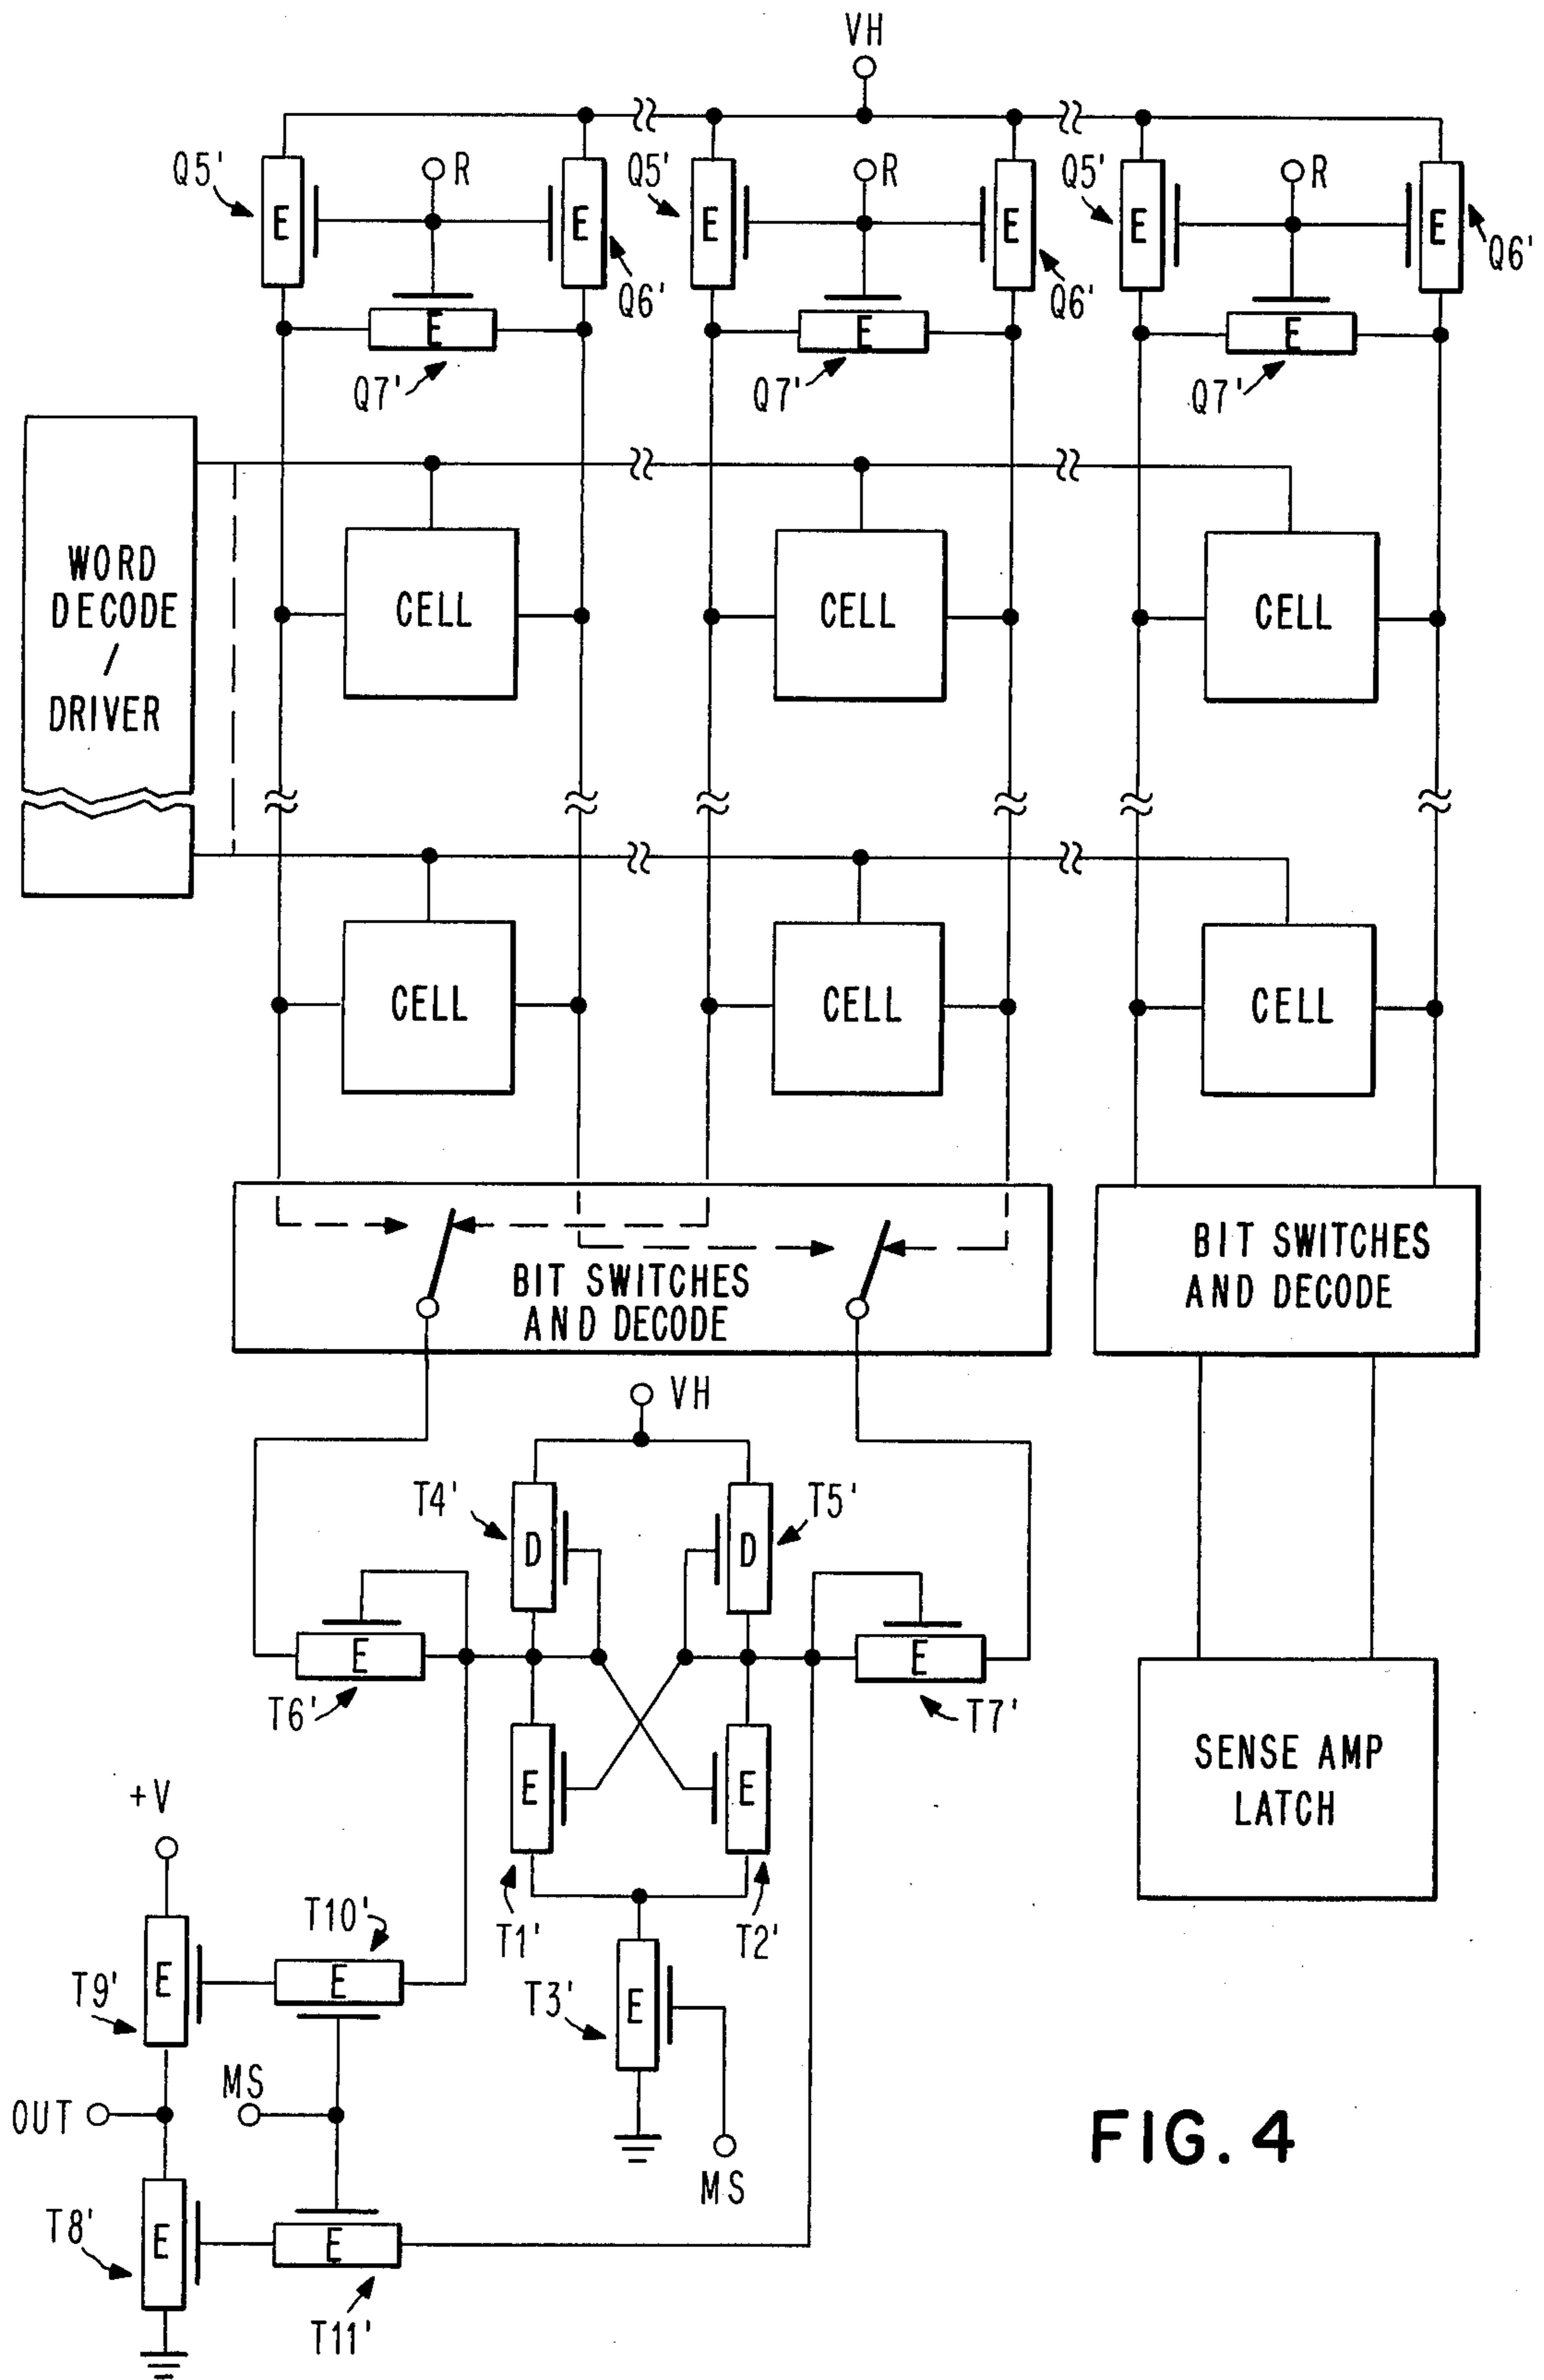 VH
Q5'
R
Q5'
R
Q5'
R
E
E
E
E
E
E
Q6'
Q6'
Q6'
E
E
E
Q7'
Q7'
Q7'
WORD
DECODE
/
DRIVER
CELL
CELL
CELL
CELL
CELL
CELL
BIT SWITCHES
AND DECODE
BIT SWITCHES
AND DECODE
VH
T4'
T5'
D
D
E
E
T6'
T7'
SENSE AMP
LATCH
E
E
+V
T1'
T2'
T10'
E
E
T9'
T3'
E
MS
OUT
MS
FIG. 4
T8'
E
E
T11'